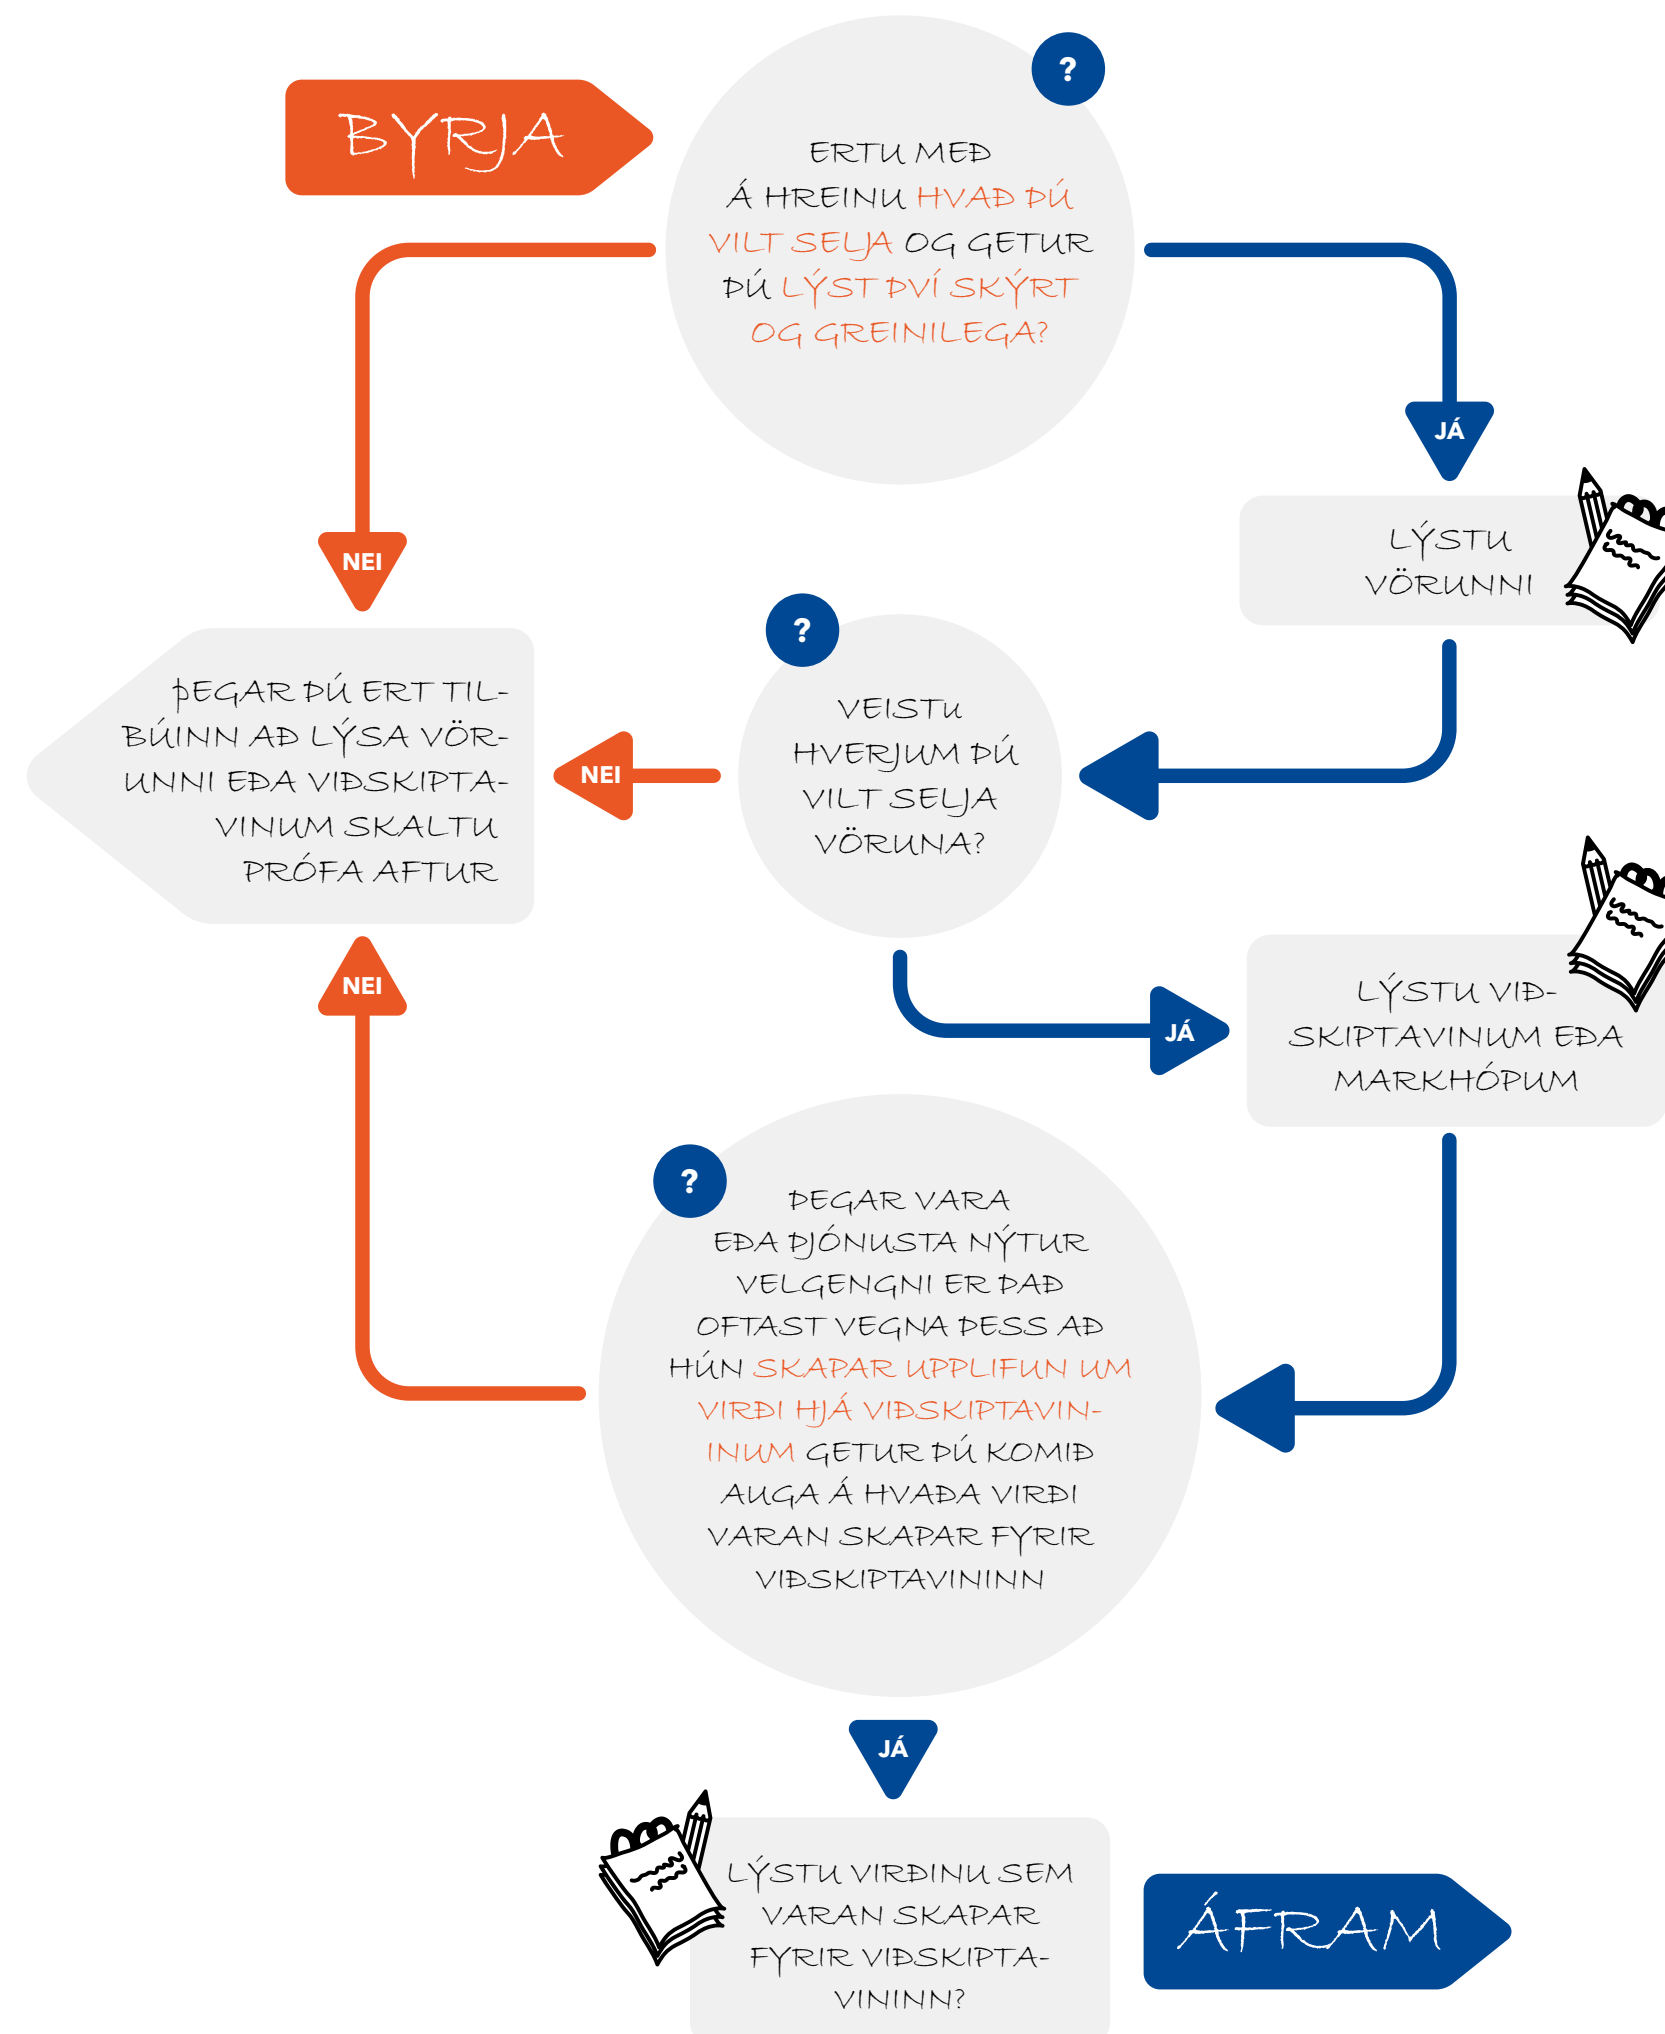 BYRJA
?
ERTU MEÐ
Á HREINU HVAÐ ÞÚ
VILT SELJA OG GETUR
ÞÚ LÝST ÞVÍ SKÝRT
OG GREINILEGA?
JÁ
NEI
LÝSTU
VÖRUNNI
?
VEISTU
HVERJUM ÞÚ
VILT SELJA
VÖRUNA?
NEI
ÞEGAR ÞÚ ERT TIL-
BÚINN AÐ LÝSA VÖR-
UNNI EÐA VIÐSKIPTA-
VINUM SKALTU
PRÓFA AFTUR
NEI
JÁ
LÝSTU VIÐ-
SKIPTAVINUM EÐA
MARKHÓPUM
?
ÞEGAR VARA
EÐA ÞJÓNUSTA NÝTUR
VELGENGNI ER ÞAÐ
OFTAST VEGNA ÞESS AÐ
HÚN SKAPAR UPPLIFUN UM
VIRÐI HJÁ VIÐSKIPTAVIN-
INUM GETUR ÞÚ KOMIÐ
AUGA Á HVAÐA VIRÐI
VARAN SKAPAR FYRIR
VIÐSKIPTAVININN
JÁ
LÝSTU VIRÐINU SEM
VARAN SKAPAR
FYRIR VIÐSKIPTA-
VININN?
ÁFRAM